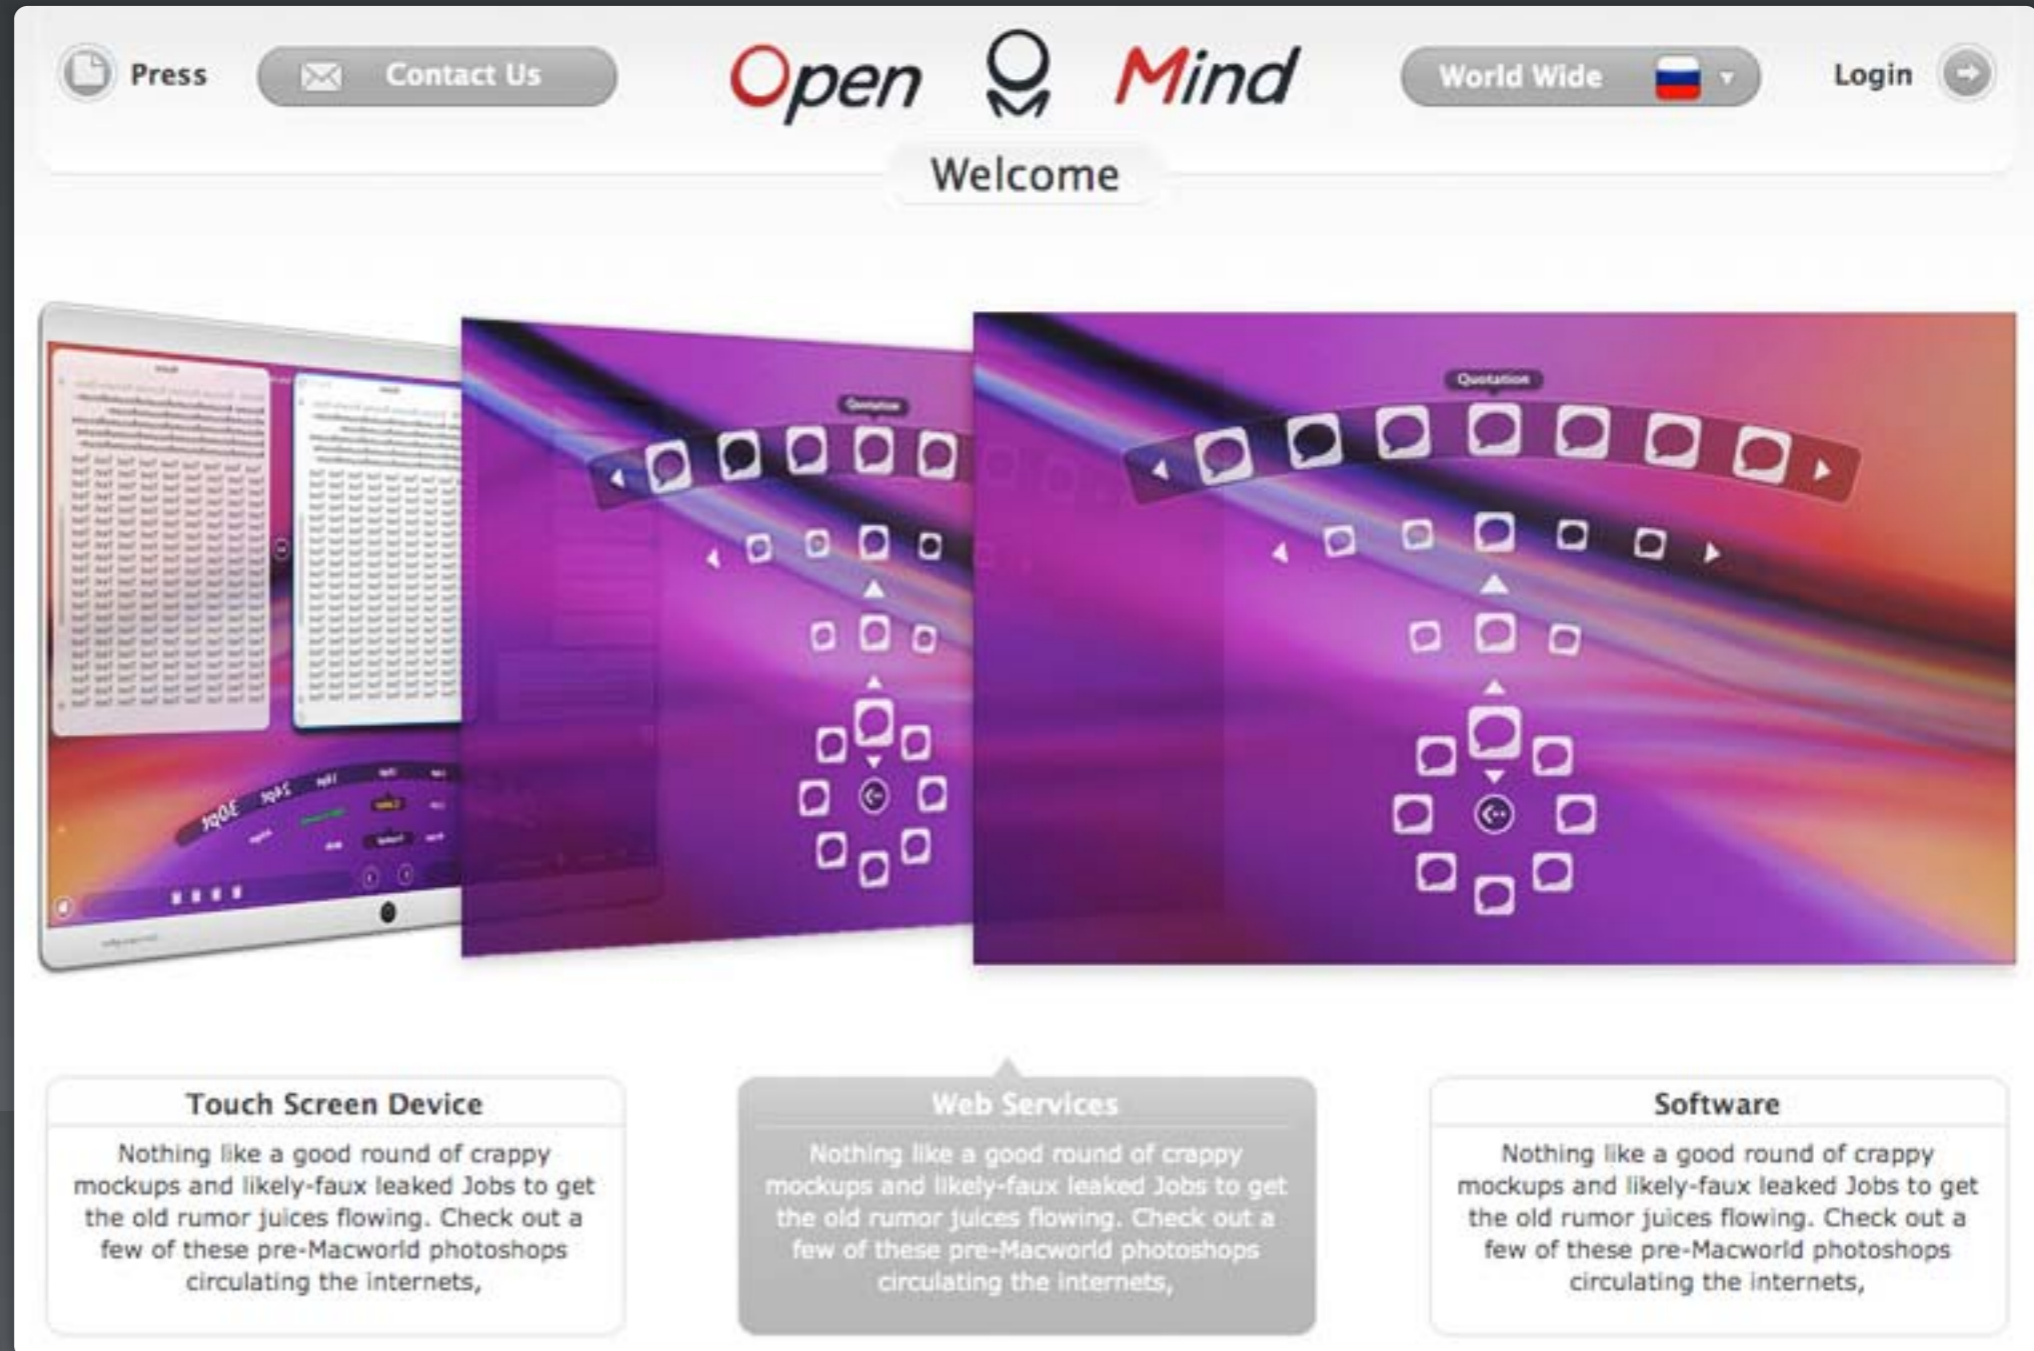 Press
Contact Us
Open Mind
World Wide
Login
Welcome
Quotation
Quotation
30pt
24pt
18pt
Touch Screen Device
Nothing like a good round of crappy
mockups and likely-faux leaked Jobs to get
the old rumor juices flowing. Check out a
few of these pre-Macworld photoshops
circulating the internets,
Web Services
Nothing like a good round of crappy
mockups and likely-faux leaked Jobs to get
the old rumor juices flowing. Check out a
few of these pre-Macworld photoshops
circulating the internets,
Software
Nothing like a good round of crappy
mockups and likely-faux leaked Jobs to get
the old rumor juices flowing. Check out a
few of these pre-Macworld photoshops
circulating the internets,